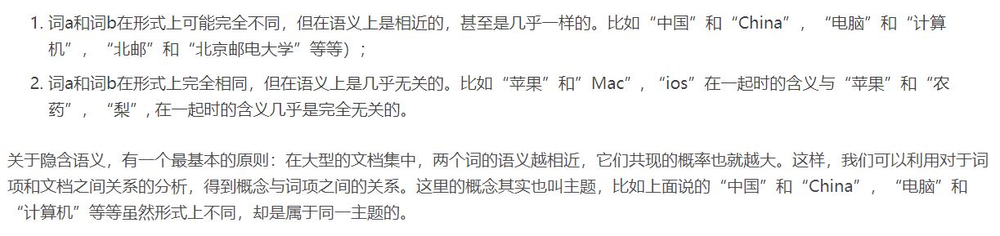 1. 词a和词b在形式上可能完全不同，但在语义上是相近的，甚至是几乎一样的。比如“中国”和“China”，“电脑”和“计算
机”，“北邮”和“北京邮电大学”等等）；
2. 词a和词b在形式上完全相同，但在语义上是几乎无关的。比如“苹果”和”Mac”，“ios”在一起时的含义与“苹果”和“农
药”，“梨”, 在一起时的含义几乎是完全无关的。
关于隐含语义，有一个最基本的原则：在大型的文档集中，两个词的语义越相近，它们共现的概率也就越大。这样，我们可以利用对于词
项和文档之间关系的分析，得到概念与词项之间的关系。这里的概念其实也叫主题，比如上面说的“中国”和“China”，“电脑”和
“计算机”等等虽然形式上不同，却是属于同一主题的。